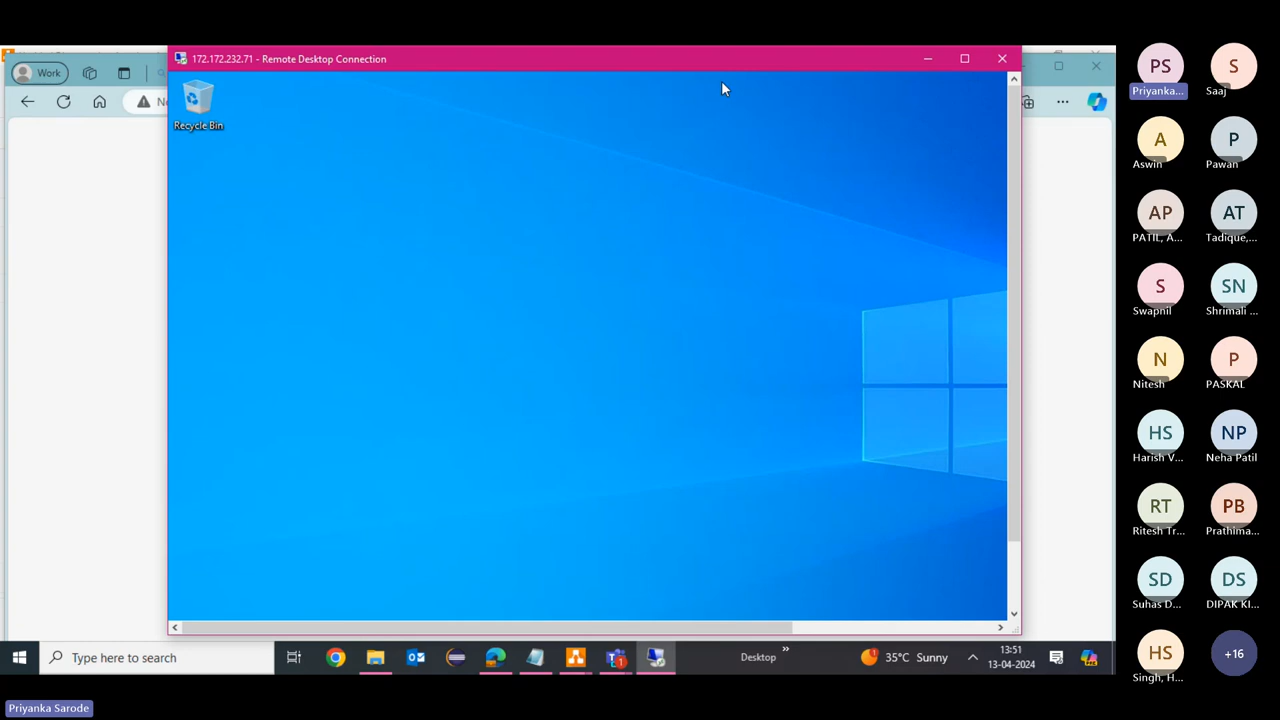 172.172.232.71 - Remote Desktop Connection
Work
Recycle Bin
Type here to search
Desktop
35°C Sunny
13:51
13-04-2024
Priyanka Sarode
PS
Priyanka...
S
Saaj
A
Aswin
P
Pawan
AP
PATIL, A...
AT
Tadique,...
S
Swapnil
SN
Shrimali ...
N
Nitesh
P
PASKAL
HS
Harish V...
NP
Neha Patil
RT
Ritesh Tr...
PB
Prathima...
SD
Suhas D...
DS
DIPAK KI...
HS
Singh, H...
+16